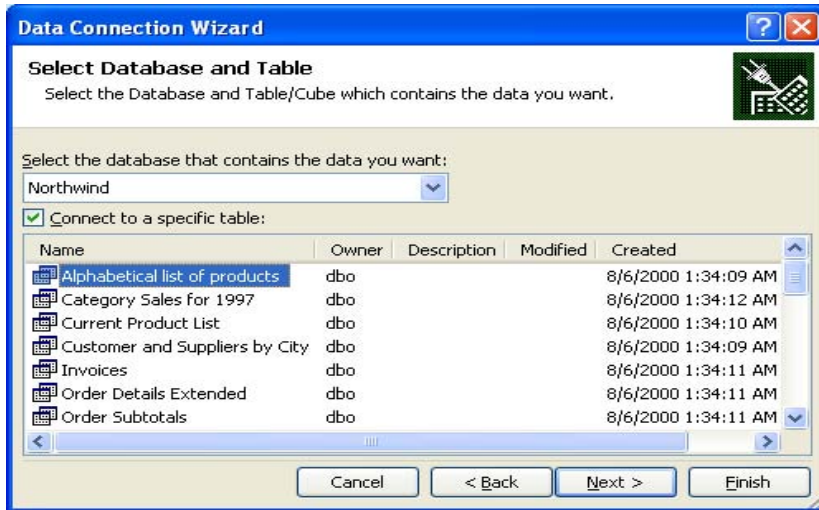 Data Connection Wizard
Select Database and Table
Select the Database and Table/Cube which contains the data you want.
Select the database that contains the data you want:
Northwind
Connect to a specific table:
Name Owner Description Modified Created
Alphabetical list of products dbo 8/6/2000 1:34:09 AM
Category Sales for 1997 dbo 8/6/2000 1:34:12 AM
Current Product List dbo 8/6/2000 1:34:10 AM
Customer and Suppliers by City dbo 8/6/2000 1:34:09 AM
Invoices dbo 8/6/2000 1:34:11 AM
Order Details Extended dbo 8/6/2000 1:34:11 AM
Order Subtotals dbo 8/6/2000 1:34:11 AM
Cancel < Back Next > Finish